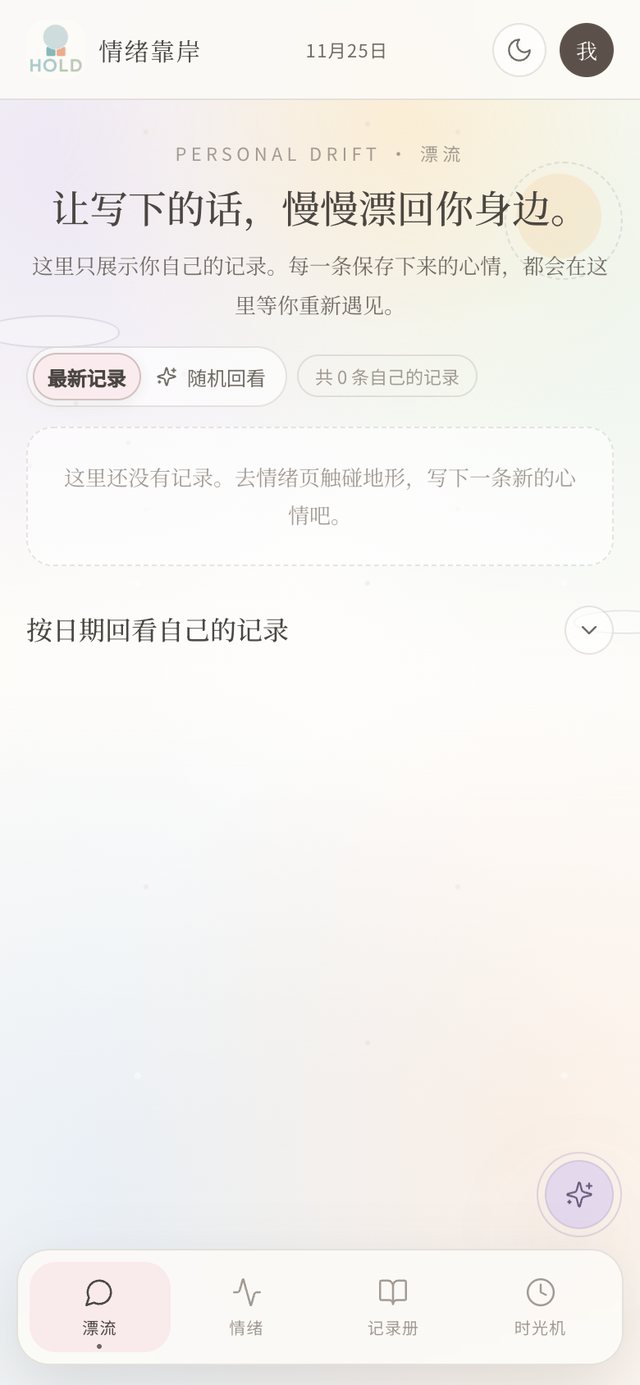 HOLD
情绪靠岸
11月25日
我
PERSONAL DRIFT · 漂流
让写下的话，慢慢漂回你身边。
这里只展示你自己的记录。每一条保存下来的心情，都会在这
里等你重新遇见。
最新记录
随机回看
共 0 条自己的记录
这里还没有记录。去情绪页触碰地形，写下一条新的心
情吧。
按日期回看自己的记录
漂流
情绪
记录册
时光机